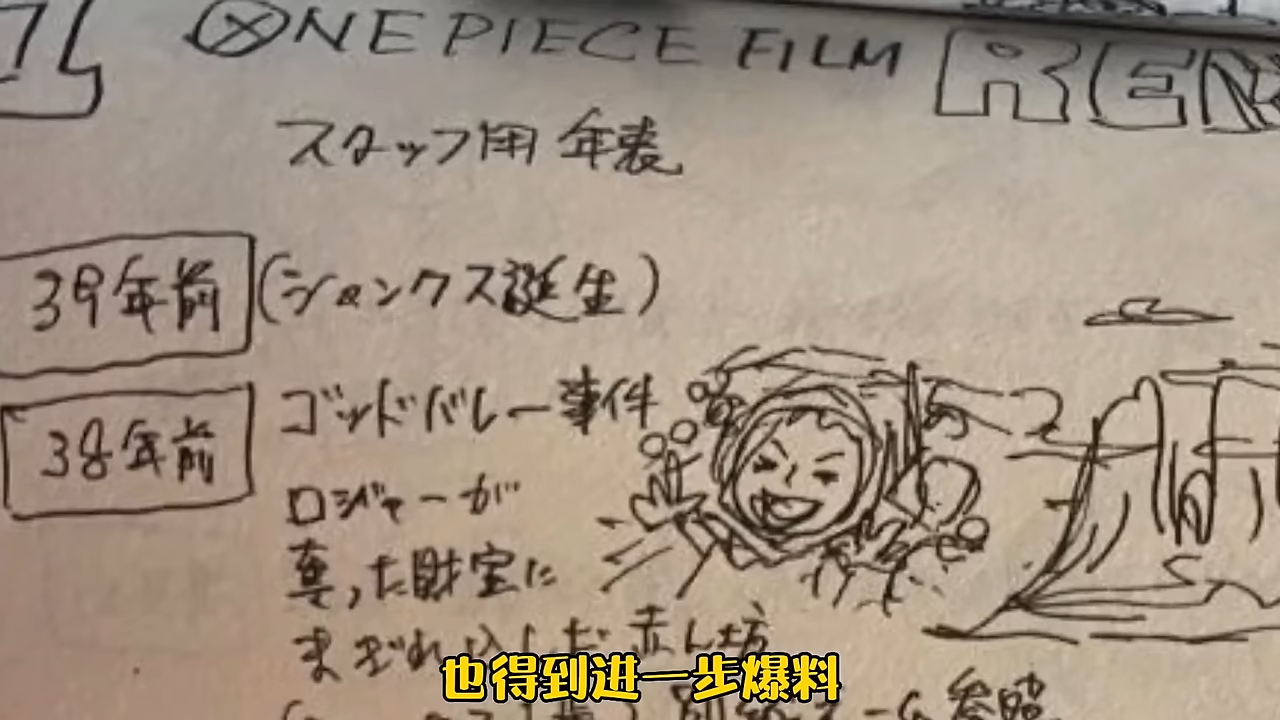 ONE PIECE FILM RE
スタッフ用 年表
39年前 (シャンクス誕生)
38年前 ゴッドバレー事件
ロジャーが
奪った財宝に
まぎれ込んだ 赤ん坊
参照
也得到进一步爆料